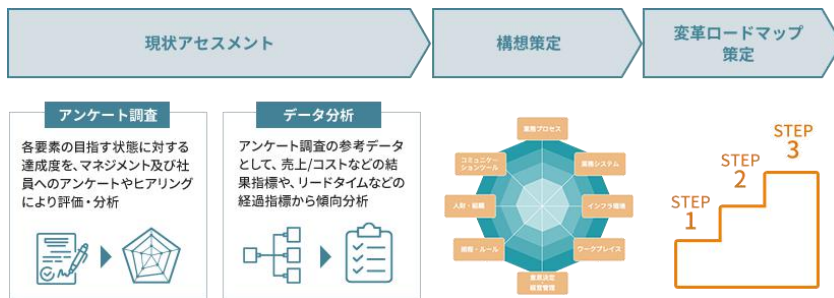 現状アセスメント
構想策定
変革ロードマップ
策定
アンケート調査
各要素の目指す状態に対する
達成度を、マネジメント及び社
員へのアンケートやヒアリング
により評価・分析
データ分析
アンケート調査の参考データ
として、売上/コストなどの結
果指標や、リードタイムなどの
経過指標から傾向分析
業務プロセス
コミュニケー
ションツール
業務システム
人財・組織
インフラ環境
制度・ルール
ワークプレイス
意思決定
経営管理
STEP
1
STEP
2
STEP
3